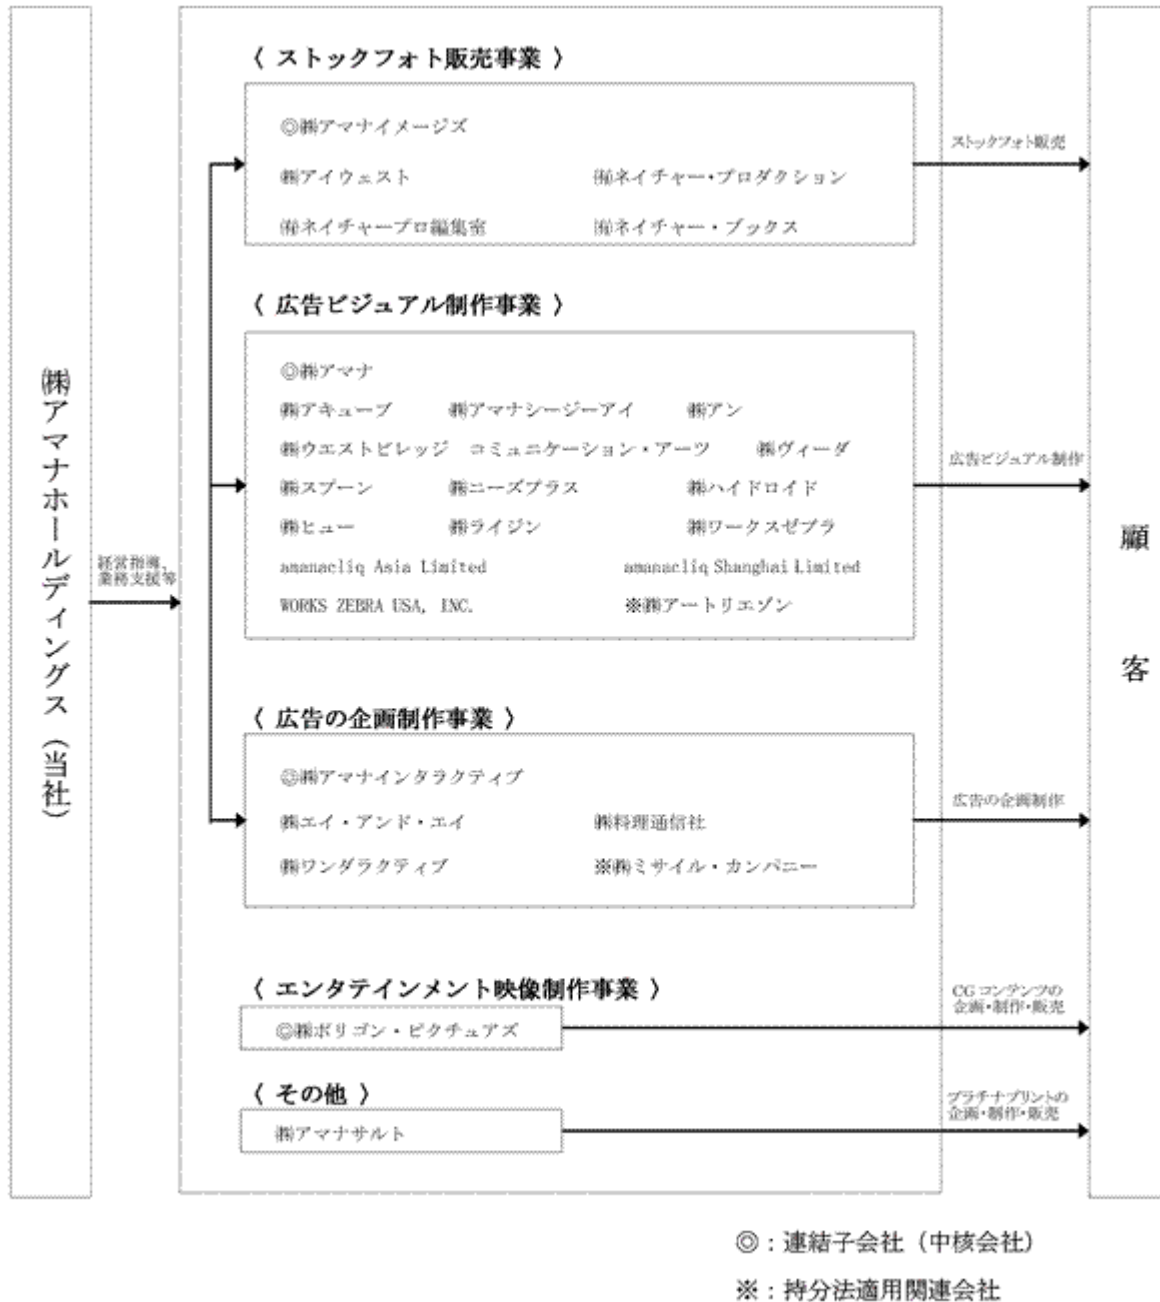 ㈱アマナホールディングス（当社）
経営指導、
業務支援等
〈 ストックフォト販売事業 〉
◎㈱アマナイメージズ
㈱アイウェスト ㈲ネイチャー・プロダクション
㈲ネイチャープロ編集室 ㈲ネイチャー・ブックス
ストックフォト販売
〈 広告ビジュアル制作事業 〉
◎㈱アマナ
㈱アキューブ ㈱アマナシージーアイ ㈱アン
㈱ウエストビレッジ コミュニケーション・アーツ ㈱ヴィーダ
㈱スプーン ㈱ニーズプラス ㈱ハイドロイド
㈱ヒュー ㈱ライジン ㈱ワークスゼブラ
amanacliq Asia Limited amanacliq Shanghai Limited
WORKS ZEBRA USA, INC. ※㈱アートリエゾン
広告ビジュアル制作
〈 広告の企画制作事業 〉
◎㈱アマナインタラクティブ
㈱エイ・アンド・エイ ㈱料理通信社
㈱ワンダラクティブ ※㈱ミサイル・カンパニー
広告の企画制作
〈 エンタテインメント映像制作事業 〉
◎㈱ポリゴン・ピクチュアズ
CG コンテンツの
企画・制作・販売
〈 その他 〉
㈱アマナサルト
プラチナプリントの
企画・制作・販売
顧客
◎：連結子会社（中核会社）
※：持分法適用関連会社